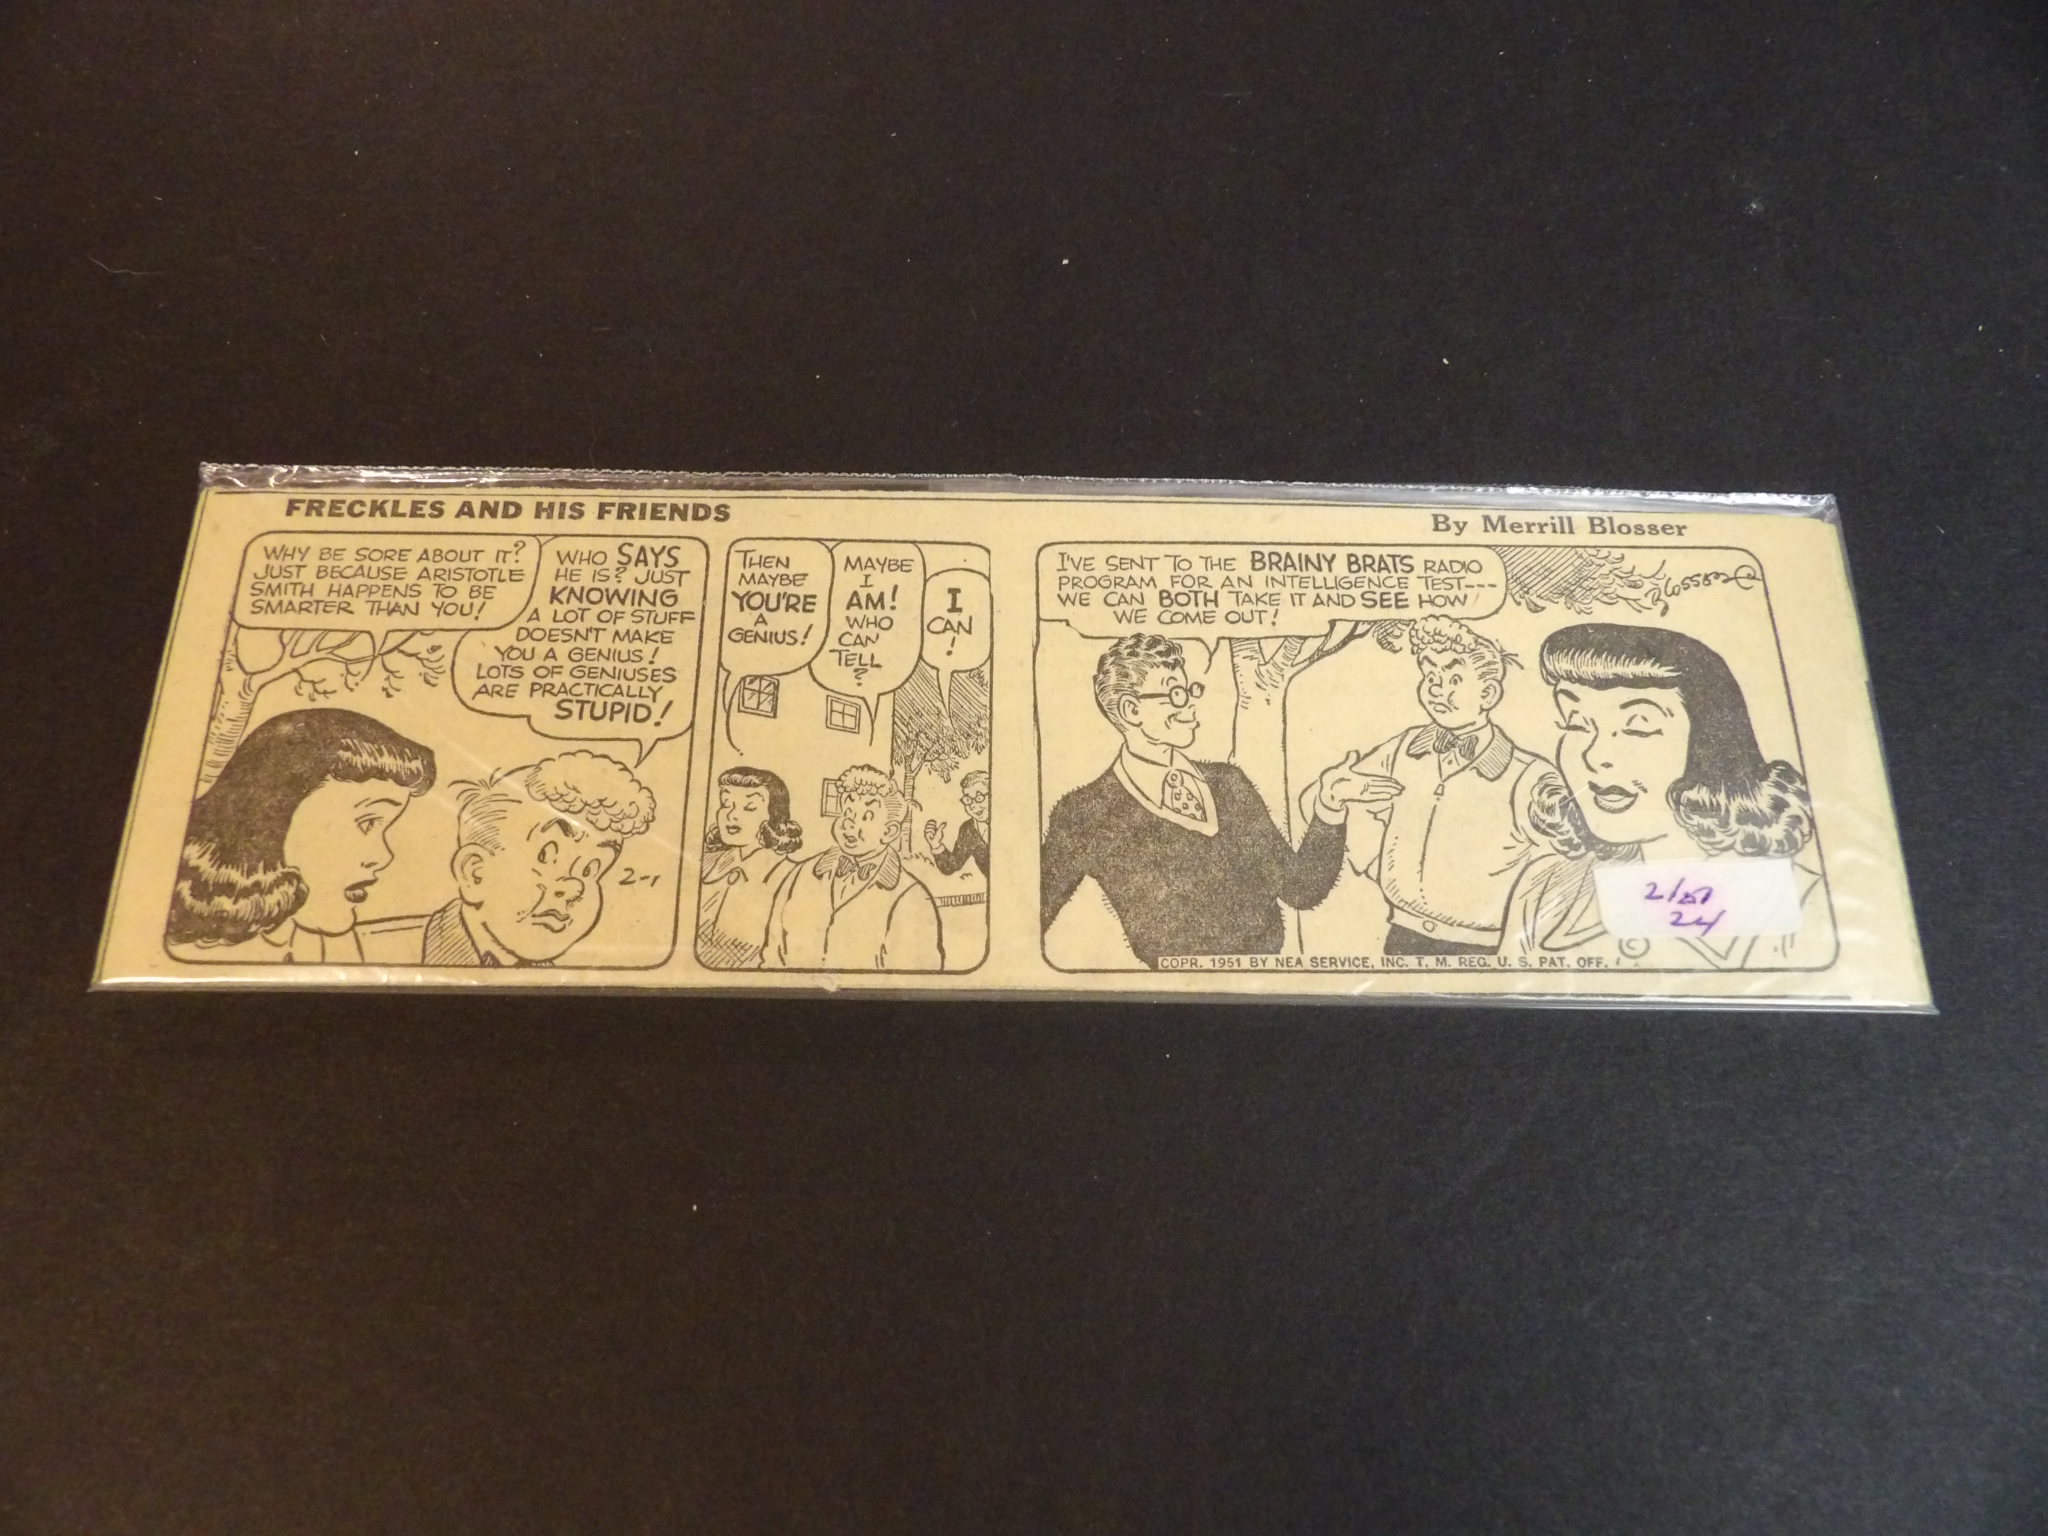 FRECKLES AND HIS FRIENDS
By Merrill Blosser
WHY BE SORE ABOUT IT?
JUST BECAUSE ARISTOTLE
SMITH HAPPENS TO BE
SMARTER THAN YOU!
WHO SAYS
HE IS? JUST
KNOWING
A LOT OF STUFF
DOESN'T MAKE
YOU A GENIUS!
LOTS OF GENIUSES
ARE PRACTICALLY
STUPID!
2-1
THEN
MAYBE
YOU'RE
A
GENIUS!
MAYBE
I
AM!
WHO
CAN
TELL
?
I
CAN
!
I'VE SENT TO THE BRAINY BRATS RADIO
PROGRAM FOR AN INTELLIGENCE TEST---
WE CAN BOTH TAKE IT AND SEE HOW
WE COME OUT!
Blosser
COPR. 1951 BY NEA SERVICE, INC. T. M. REG. U. S. PAT. OFF.
©
24